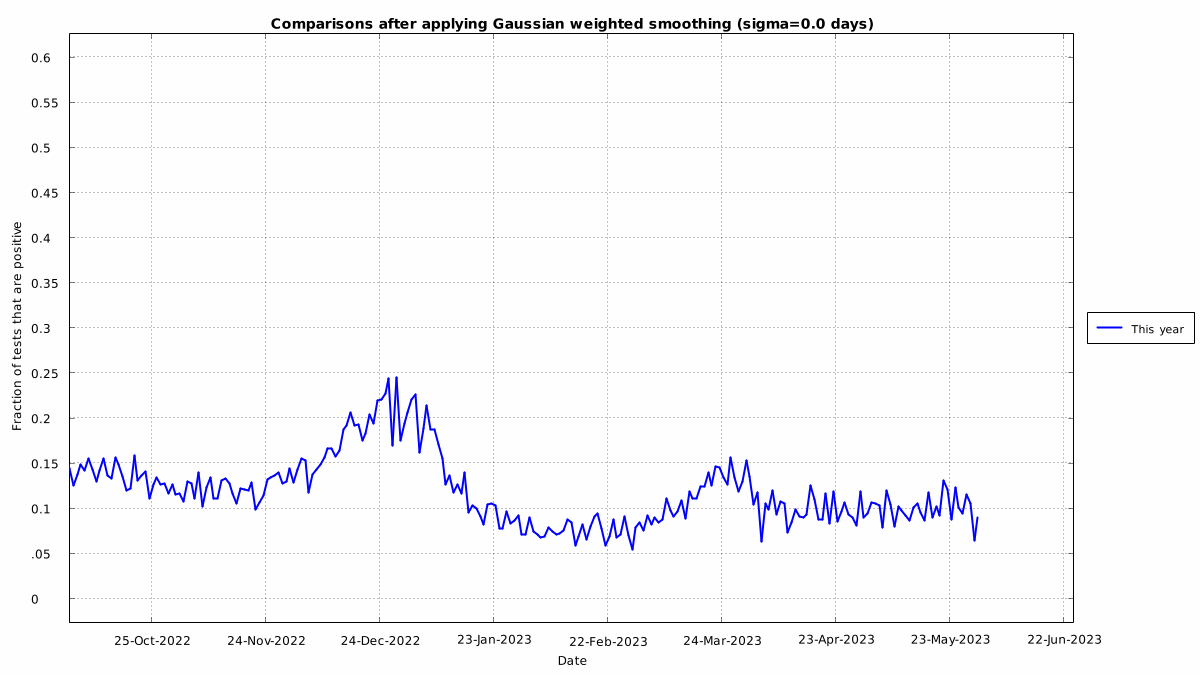 Comparisons after applying Gaussian weighted smoothing (sigma=0.0 days)
0.6
0.55
0.5
0.45
0.4
0.35
0.3
0.25
0.2
0.15
0.1
.05
0
Fraction of tests that are positive
This year
25-Oct-2022 24-Nov-2022 24-Dec-2022 23-Jan-2023 22-Feb-2023 24-Mar-2023 23-Apr-2023 23-May-2023 22-Jun-2023
Date